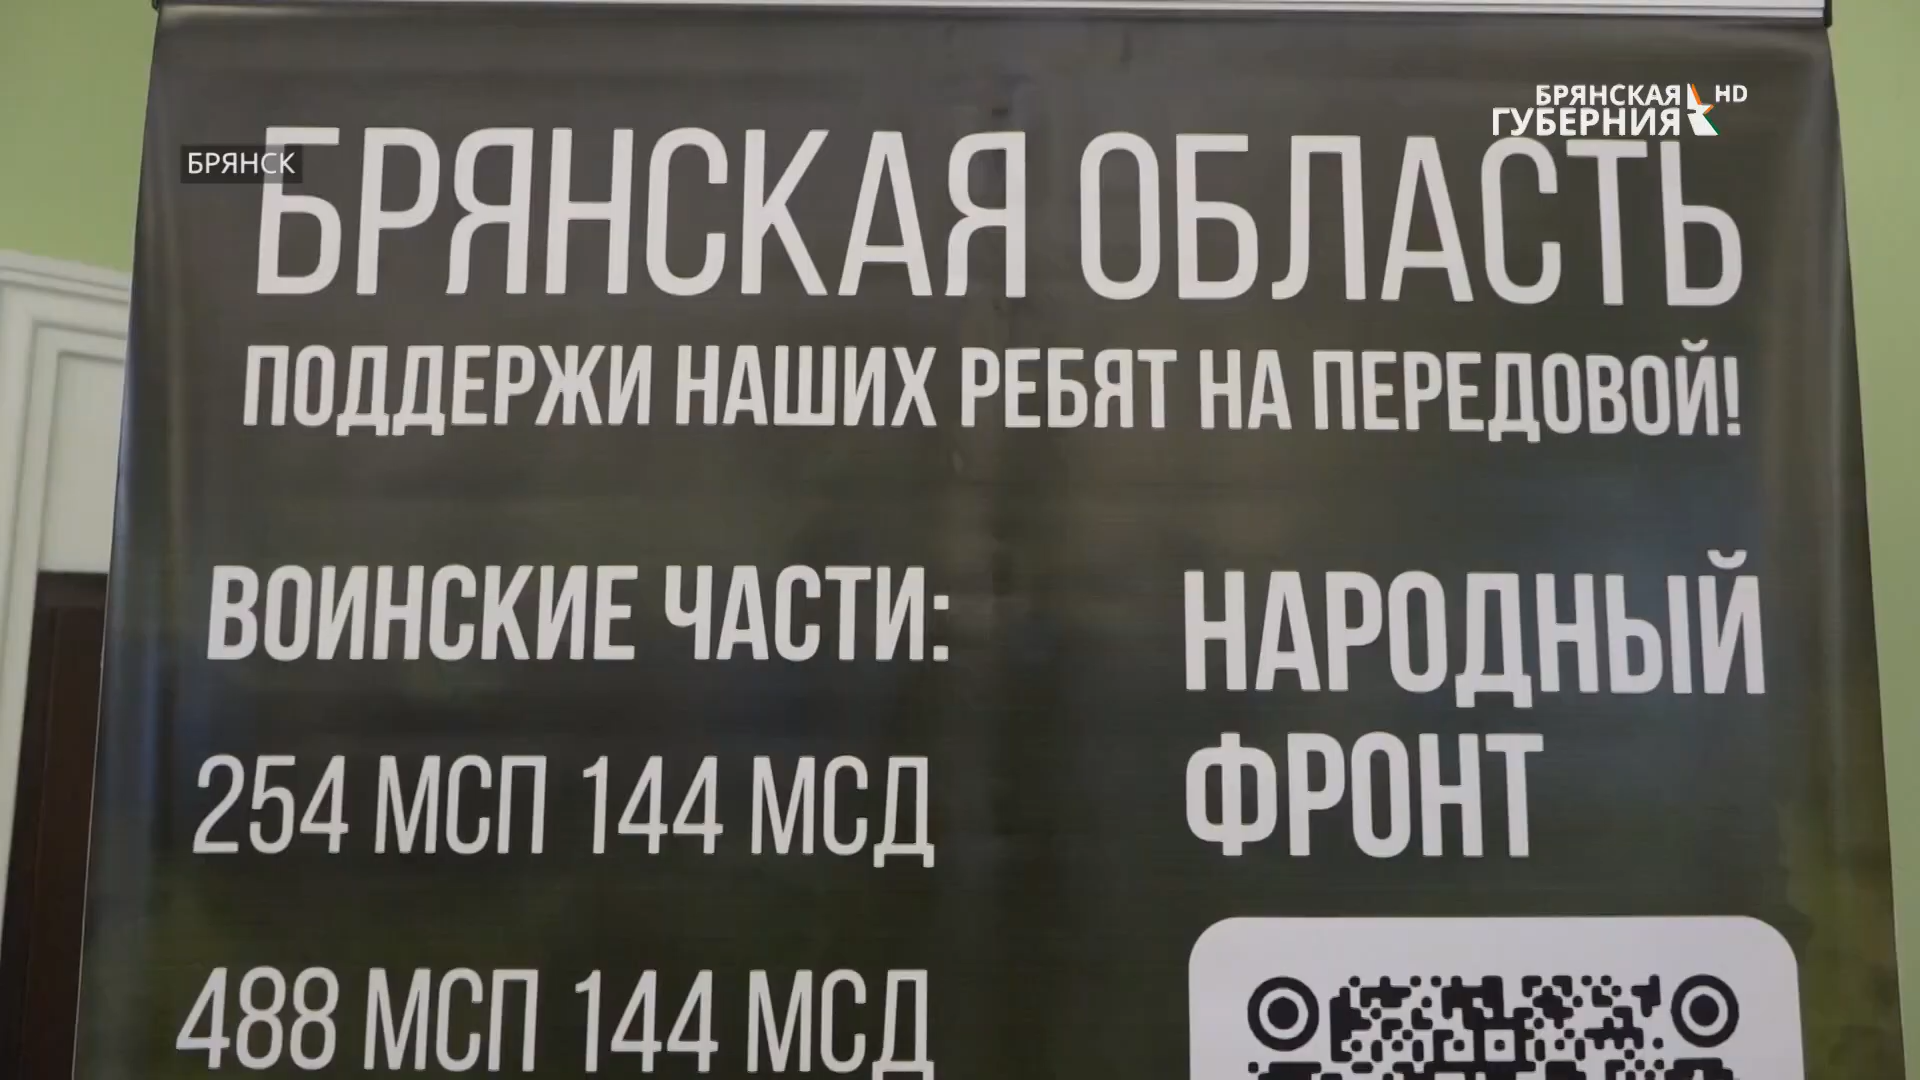 БРЯНСКАЯ HD
ГУБЕРНИЯ
БРЯНСК
БРЯНСКАЯ ОБЛАСТЬ
ПОДДЕРЖИ НАШИХ РЕБЯТ НА ПЕРЕДОВОЙ!
ВОИНСКИЕ ЧАСТИ:
254 МСП 144 МСД
488 МСП 144 МСД
НАРОДНЫЙ
ФРОНТ